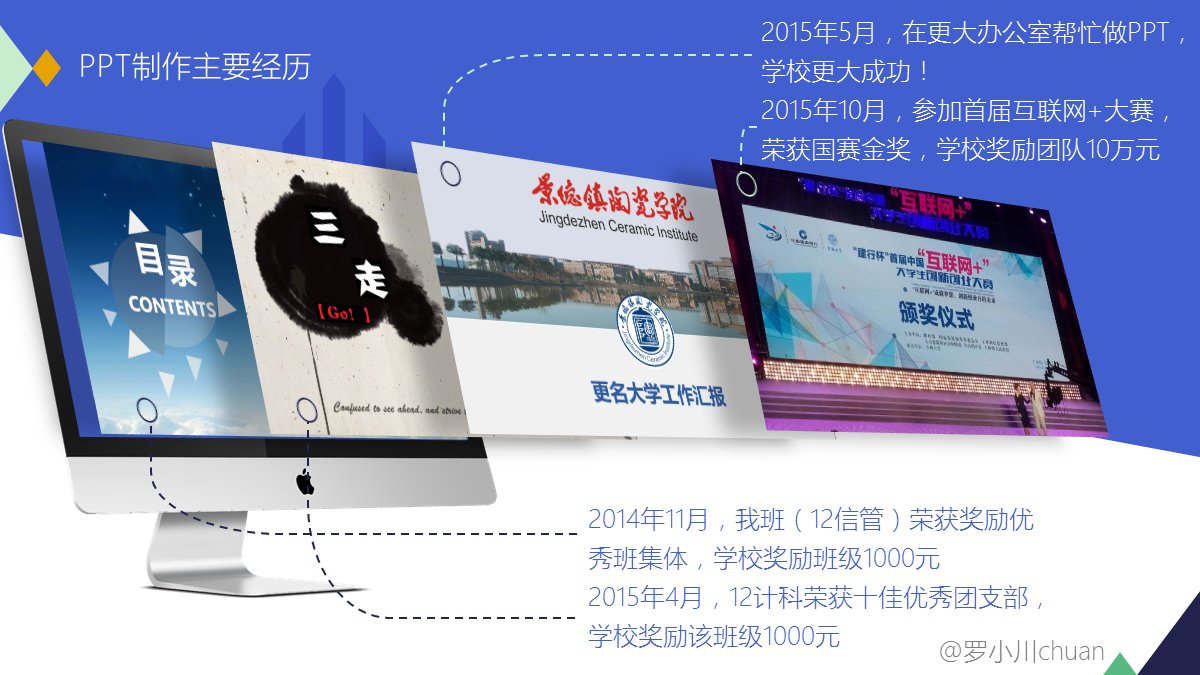 PPT制作主要经历
2015年5月，在更大办公室帮忙做PPT，
学校更大成功！
2015年10月，参加首届互联网+大赛，
荣获国赛金奖，学校奖励团队10万元
目录
CONTENTS
三
走
【Go! 】
Confused to see ahead, and strive
景德镇陶瓷学院
Jingdezhen Ceramic Institute
更名大学工作汇报
"互联网+"
"建行杯"首届中国"互联网+"
大学生创新创业大赛
颁奖仪式
2014年11月，我班（12信管）荣获奖励优
秀班集体，学校奖励班级1000元
2015年4月，12计科荣获十佳优秀团支部，
学校奖励该班级1000元
@罗小川chuan